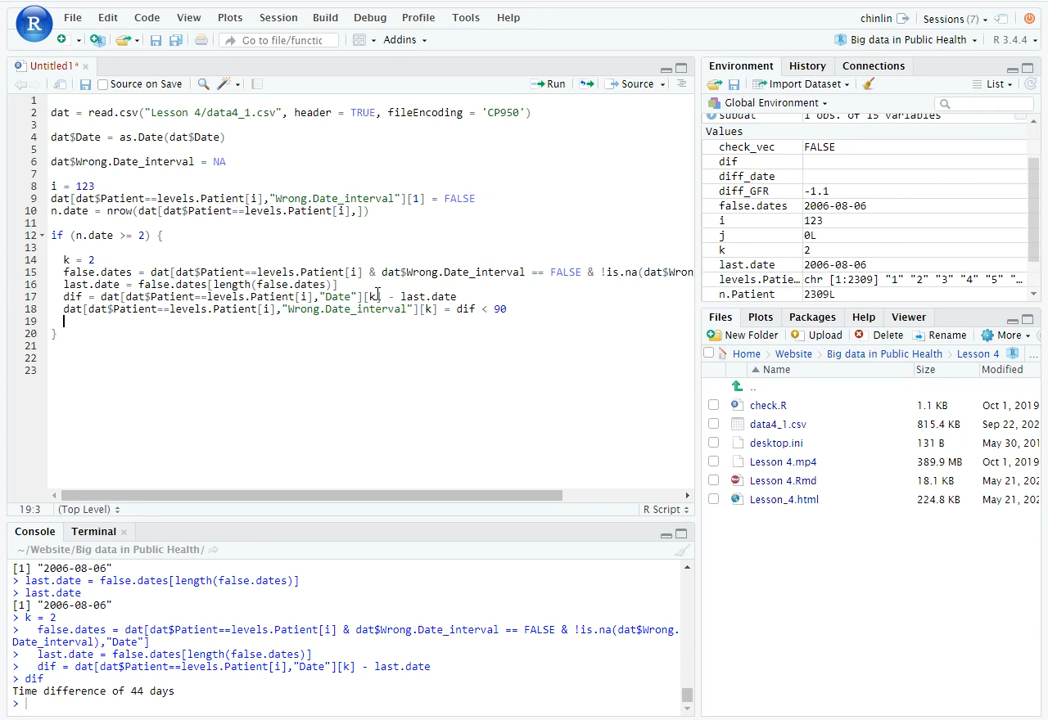 File Edit Code View Plots Session Build Debug Profile Tools Help
chinlin Sessions (7)
Go to file/functic Addins
Big data in Public Health R 3.4.4
Untitled1*
Source on Save Run Source
1
2 dat = read.csv("Lesson 4/data4_1.csv", header = TRUE, fileEncoding = 'CP950')
3
4 dat$Date = as.Date(dat$Date)
5
6 dat$Wrong.Date_interval = NA
7
8 i = 123
9 dat[dat$Patient==levels.Patient[i],"Wrong.Date_interval"][1] = FALSE
10 n.date = nrow(dat[dat$Patient==levels.Patient[i],])
11
12 if (n.date >= 2) {
13
14 k = 2
15 false.dates = dat[dat$Patient==levels.Patient[i] & dat$Wrong.Date_interval == FALSE & !is.na(dat$Wron
16 last.date = false.dates[length(false.dates)]
17 dif = dat[dat$Patient==levels.Patient[i],"Date"][k] - last.date
18 dat[dat$Patient==levels.Patient[i],"Wrong.Date_interval"][k] = dif < 90
19
20 }
21
22
23
19:3 (Top Level) R Script
Console Terminal
~/Website/Big data in Public Health/
[1] "2006-08-06"
> last.date = false.dates[length(false.dates)]
> last.date
[1] "2006-08-06"
> k = 2
> false.dates = dat[dat$Patient==levels.Patient[i] & dat$Wrong.Date_interval == FALSE & !is.na(dat$Wrong.
Date_interval),"Date"]
> last.date = false.dates[length(false.dates)]
> dif = dat[dat$Patient==levels.Patient[i],"Date"][k] - last.date
> dif
Time difference of 44 days
>
Environment History Connections
Import Dataset List
Global Environment
subdat 1 obs. of 15 variables
Values
check_vec FALSE
dif
diff_date
diff_GFR -1.1
false.dates 2006-08-06
i 123
j 0L
k 2
last.date 2006-08-06
levels.Patie… chr [1:2309] "1" "2" "3" "4" "5" "…
n.Patient 2309L
Files Plots Packages Help Viewer
New Folder Upload Delete Rename More
Home Website Big data in Public Health Lesson 4 ...
Name Size Modified
..
check.R 1.1 KB Oct 1, 2019
data4_1.csv 815.4 KB Sep 22, 202
desktop.ini 131 B May 30, 201
Lesson 4.mp4 389.9 MB Oct 1, 2019
Lesson 4.Rmd 18.1 KB May 21, 202
Lesson_4.html 224.8 KB May 21, 202